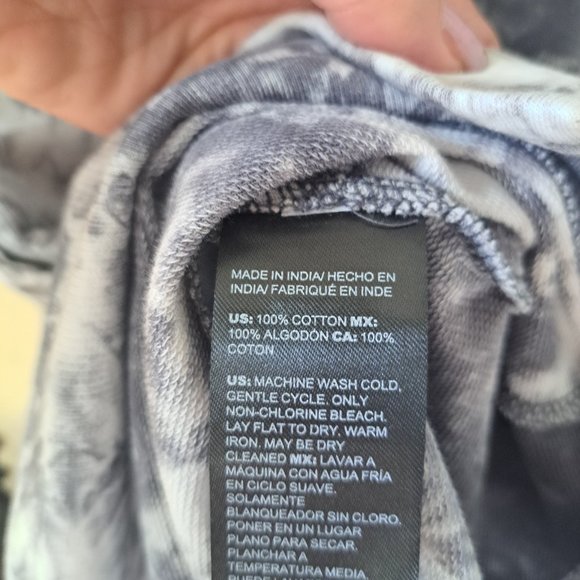 MADE IN INDIA/ HECHO EN
INDIA/ FABRIQUÉ EN INDE
US: 100% COTTON MX:
100% ALGODÓN CA: 100%
COTON
US: MACHINE WASH COLD,
GENTLE CYCLE. ONLY
NON-CHLORINE BLEACH.
LAY FLAT TO DRY, WARM
IRON. MAY BE DRY
CLEANED MX: LAVAR A
MÁQUINA CON AGUA FRÍA
EN CICLO SUAVE.
SOLAMENTE
BLANQUEADOR SIN CLORO.
PONER EN UN LUGAR
PLANO PARA SECAR.
PLANCHAR A
TEMPERATURA MEDIA.